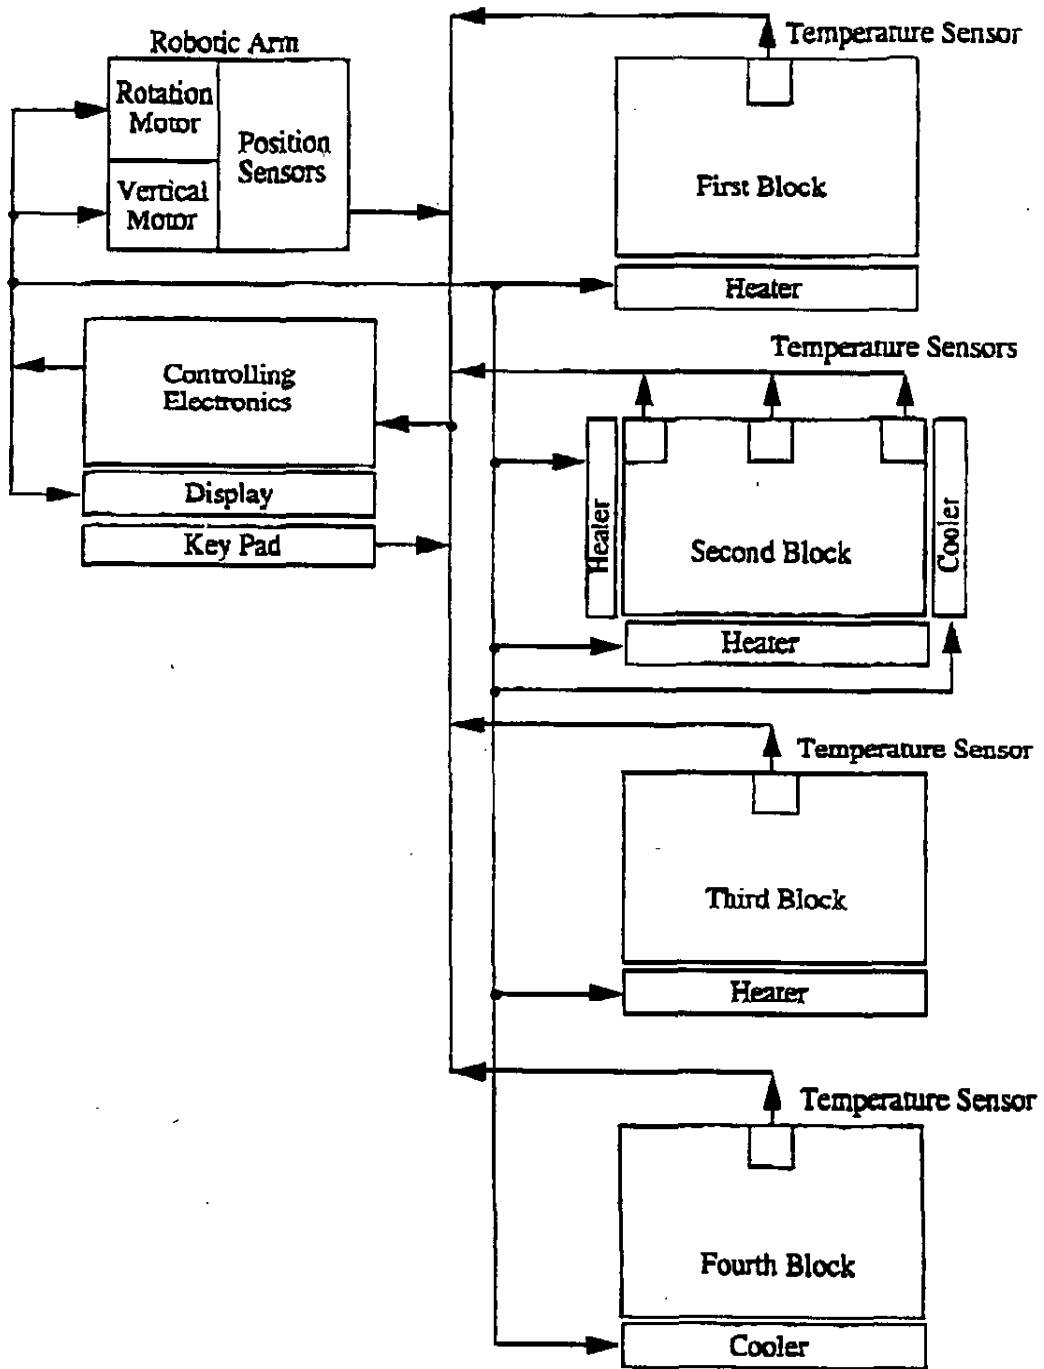 Temperature Sensor
Robotic Arm
Rotation
Motor
Position
Sensors
Vertical
Motor
First Block
Heater
Temperature Sensors
Controlling
Electronics
Display
Key Pad
Heater
Second Block
Cooler
Heater
Temperature Sensor
Third Block
Heater
Temperature Sensor
Fourth Block
Cooler